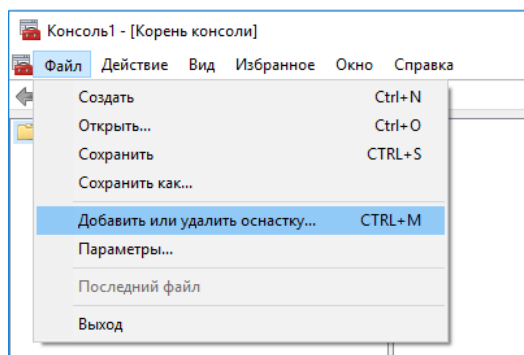 Консоль1 - [Корень консоли]
Файл Действие Вид Избранное Окно Справка
Создать Ctrl+N
Открыть... Ctrl+O
Сохранить CTRL+S
Сохранить как...
Добавить или удалить оснастку... CTRL+M
Параметры...
Последний файл
Выход